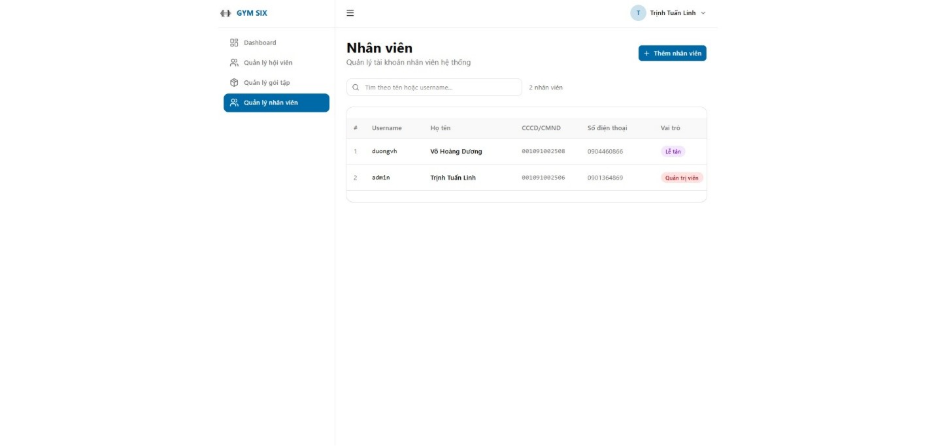 GYM SIX
Trịnh Tuấn Linh
T
Dashboard
Quản lý hội viên
Quản lý gói tập
Quản lý nhân viên
Nhân viên
Quản lý tài khoản nhân viên hệ thống
+ Thêm nhân viên
Tìm theo tên hoặc username...
2 nhân viên
# Username Họ tên CCCD/CMND Số điện thoại Vai trò
1 duongvh Võ Hoàng Dương 001091002508 0904460866 Lễ tân
2 admin Trịnh Tuấn Linh 001091002506 0901364869 Quản trị viên